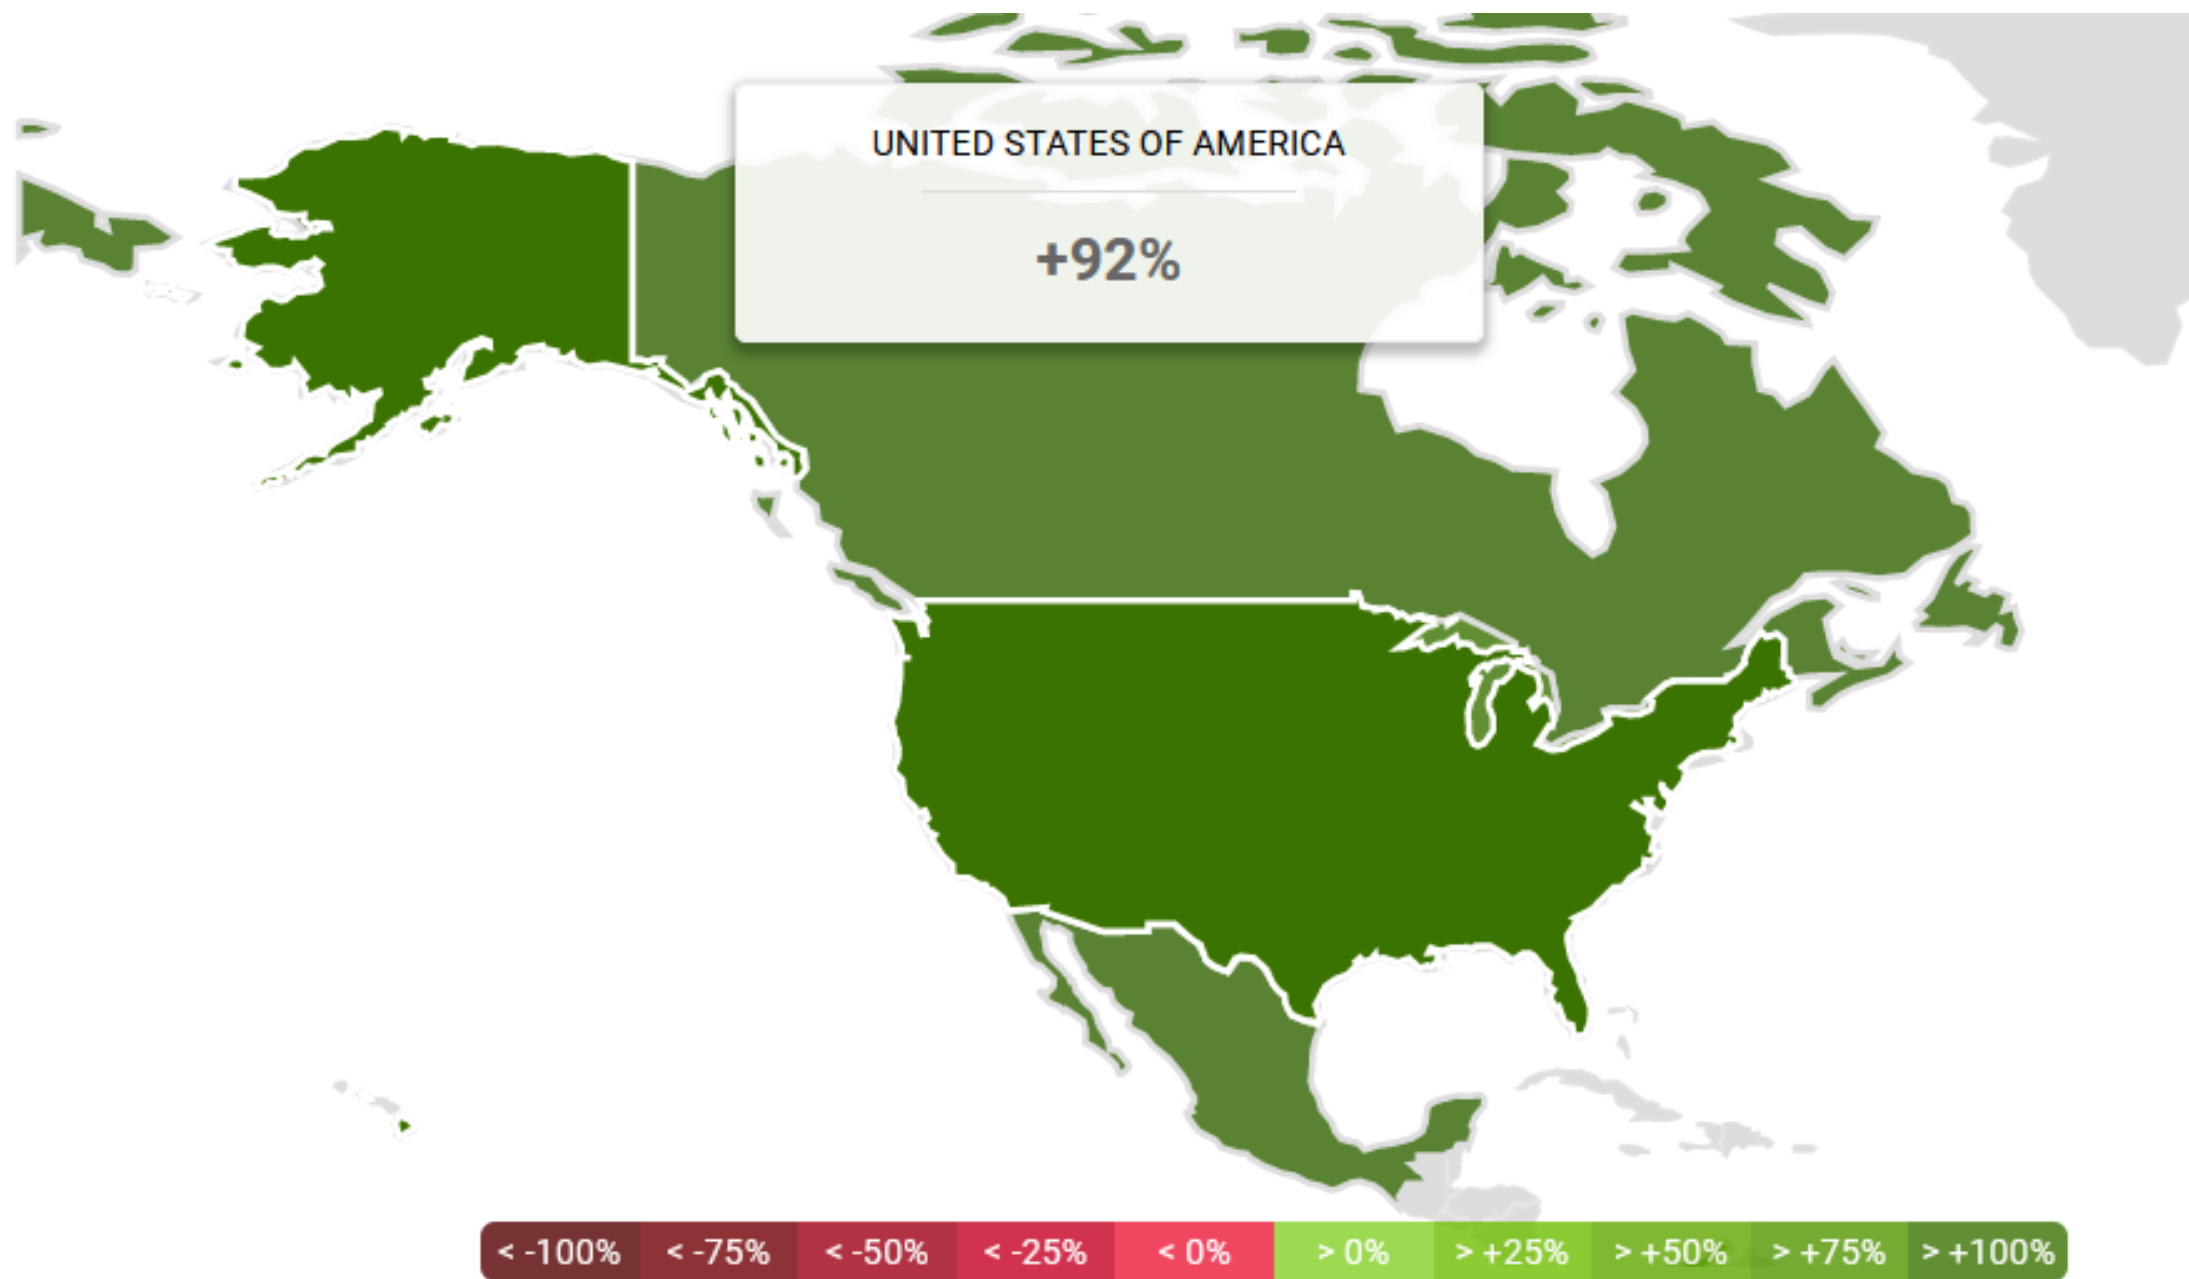 UNITED STATES OF AMERICA
+92%
< -100% < -75% < -50% < -25% < 0% > 0% > +25% > +50% > +75% > +100%